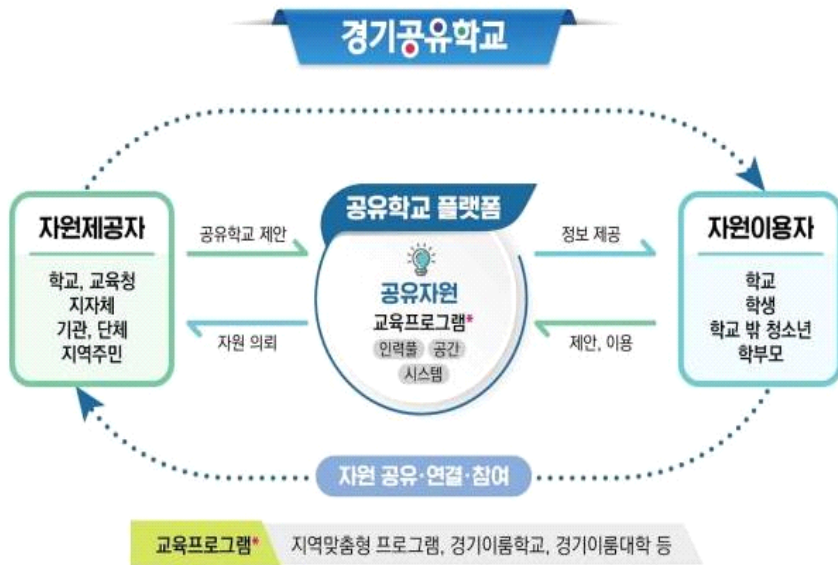 경기공유학교
자원제공자
학교, 교육청
지자체
기관, 단체
지역주민
공유학교 제안
자원 의뢰
공유학교 플랫폼
공유자원
교육프로그램*
인력풀 공간
시스템
정보 제공
제안, 이용
자원이용자
학교
학생
학교 밖 청소년
학부모
자원 공유·연결·참여
교육프로그램* 지역맞춤형 프로그램, 경기이룸학교, 경기이룸대학 등